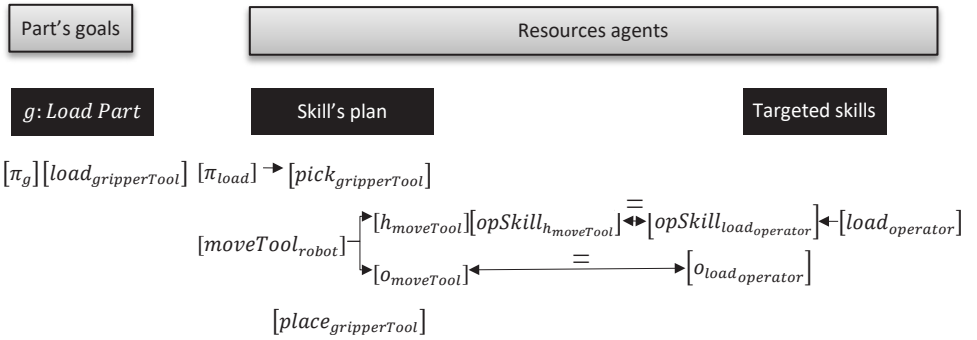 Part's goals
Resources agents
g: Load Part
Skill's plan
Targeted skills
[π_g][load_gripperTool] [π_load] → [pick_gripperTool]
=
[h_moveTool][opSkill_h_moveTool] ↔ [opSkill_load_operator] ← [load_operator]
[moveTool_robot]
=
[o_moveTool] ↔ [o_load_operator]
[place_gripperTool]